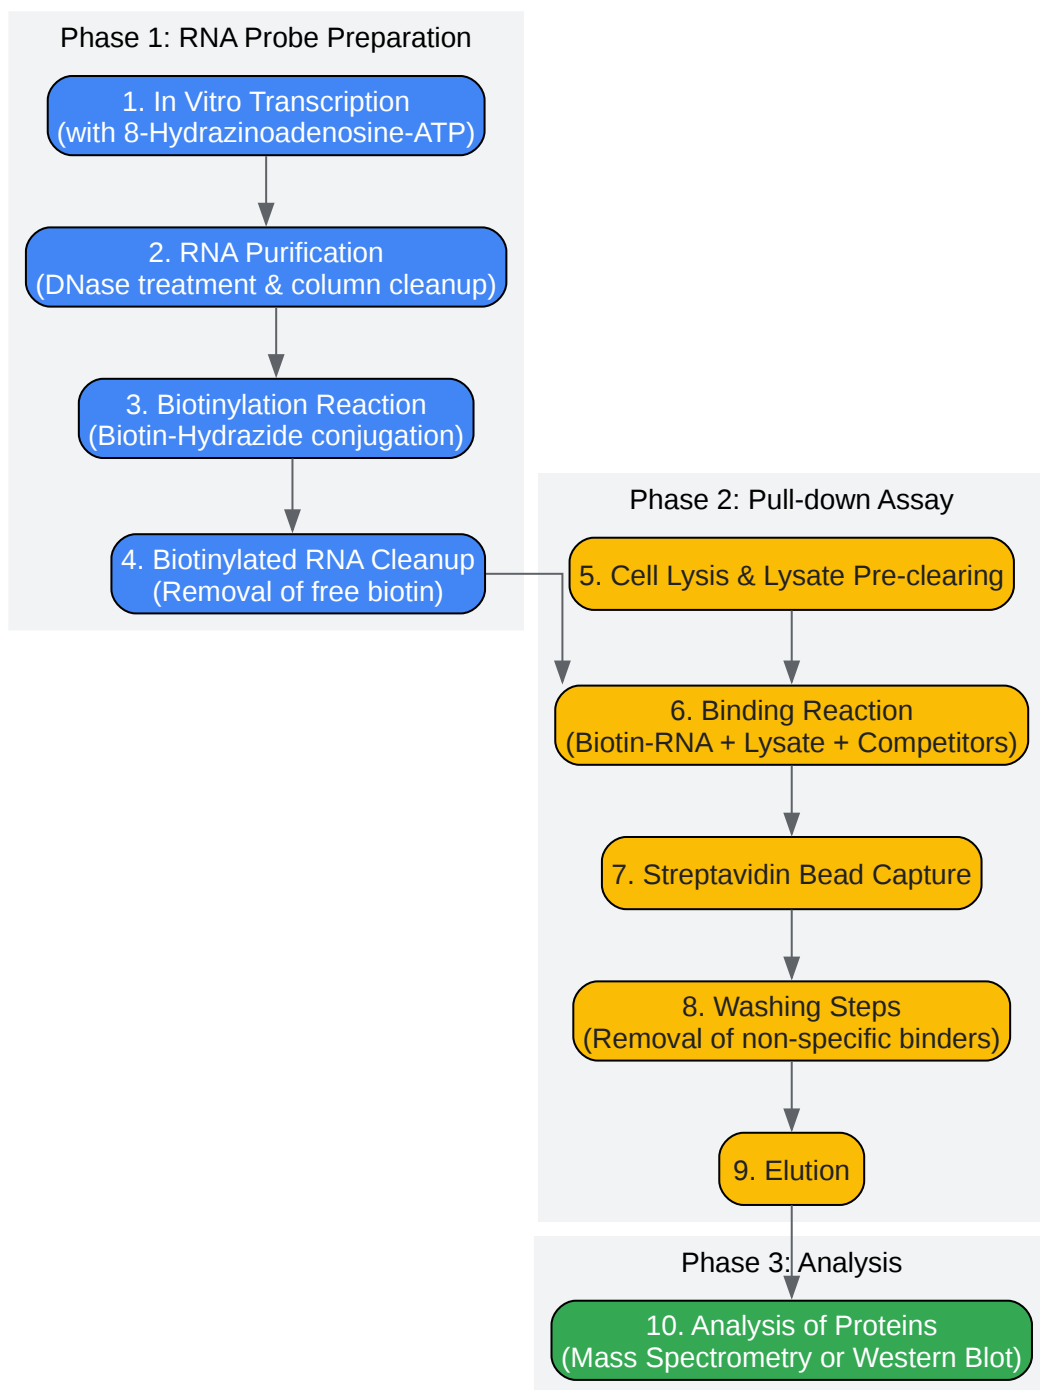 Phase 1: RNA Probe Preparation
1. In Vitro Transcription
(with 8-Hydrazinoadenosine-ATP)
2. RNA Purification
(DNase treatment & column cleanup)
3. Biotinylation Reaction
(Biotin-Hydrazide conjugation)
4. Biotinylated RNA Cleanup
(Removal of free biotin)
Phase 2: Pull-down Assay
5. Cell Lysis & Lysate Pre-clearing
6. Binding Reaction
(Biotin-RNA + Lysate + Competitors)
7. Streptavidin Bead Capture
8. Washing Steps
(Removal of non-specific binders)
9. Elution
Phase 3: Analysis
10. Analysis of Proteins
(Mass Spectrometry or Western Blot)